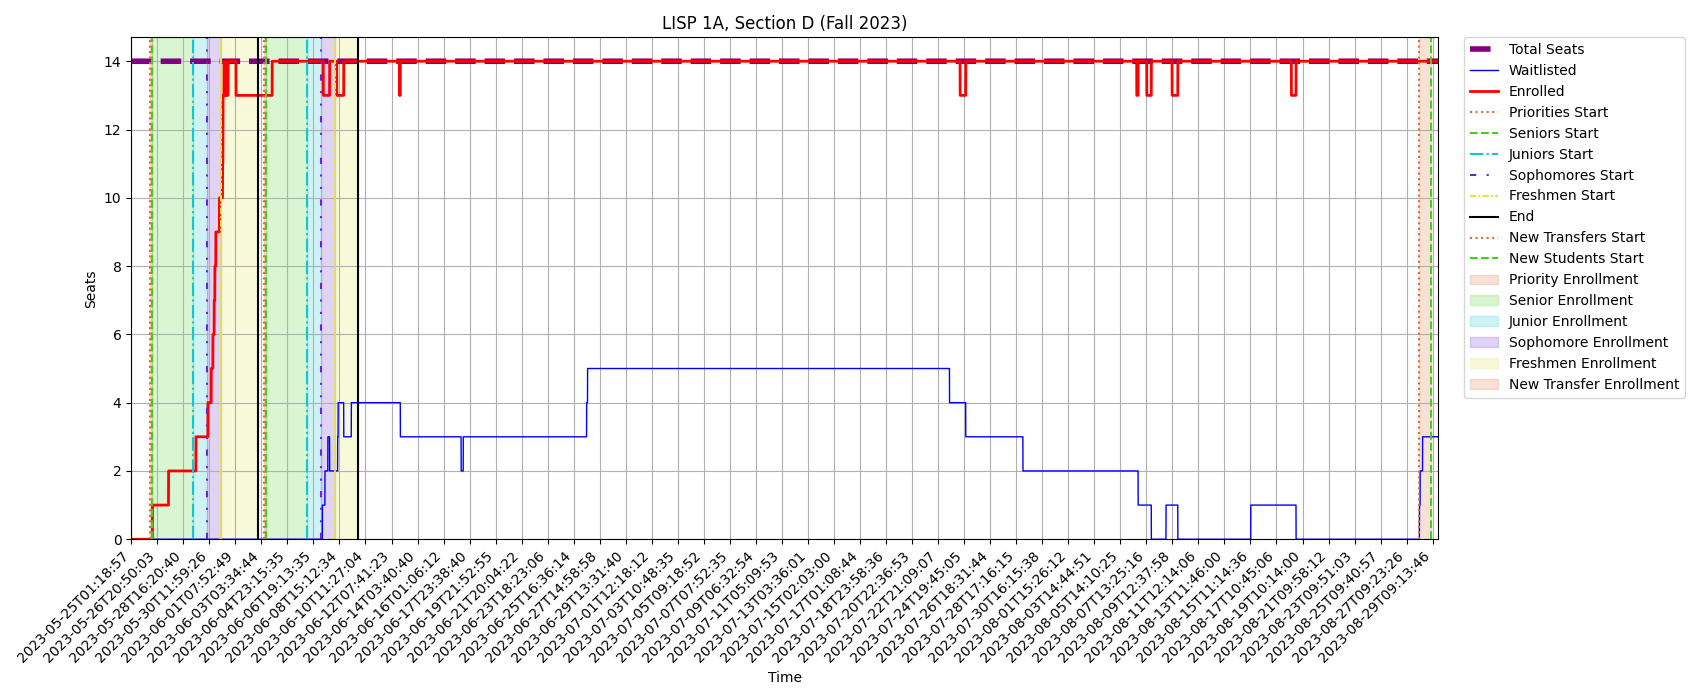 LISP 1A, Section D (Fall 2023)
Seats
14
12
10
8
6
4
2
0
2023-05-25T01:18:57
2023-05-26T20:50:03
2023-05-28T16:20:40
2023-05-30T11:59:26
2023-06-01T07:52:49
2023-06-03T03:34:44
2023-06-04T23:15:35
2023-06-06T19:13:35
2023-06-08T15:12:34
2023-06-10T11:27:04
2023-06-12T07:41:23
2023-06-14T03:40:40
2023-06-16T01:06:12
2023-06-17T23:38:40
2023-06-19T21:52:55
2023-06-21T20:04:22
2023-06-23T18:23:06
2023-06-25T16:36:14
2023-06-27T14:58:58
2023-06-29T13:31:40
2023-07-01T12:18:12
2023-07-03T10:48:35
2023-07-05T09:18:52
2023-07-07T07:52:35
2023-07-09T06:32:54
2023-07-11T05:09:53
2023-07-13T03:36:01
2023-07-15T02:03:00
2023-07-17T01:08:44
2023-07-18T23:58:36
2023-07-20T22:36:53
2023-07-22T21:09:07
2023-07-24T19:45:05
2023-07-26T18:31:44
2023-07-28T17:16:15
2023-07-30T16:15:38
2023-08-01T15:26:12
2023-08-03T14:44:51
2023-08-05T14:10:25
2023-08-07T13:25:16
2023-08-09T12:37:58
2023-08-11T12:14:06
2023-08-13T11:46:00
2023-08-15T11:14:36
2023-08-17T10:45:06
2023-08-19T10:14:00
2023-08-21T09:58:12
2023-08-23T09:51:03
2023-08-25T09:40:57
2023-08-27T09:23:26
2023-08-29T09:13:46
Time
Total Seats
Waitlisted
Enrolled
Priorities Start
Seniors Start
Juniors Start
Sophomores Start
Freshmen Start
End
New Transfers Start
New Students Start
Priority Enrollment
Senior Enrollment
Junior Enrollment
Sophomore Enrollment
Freshmen Enrollment
New Transfer Enrollment